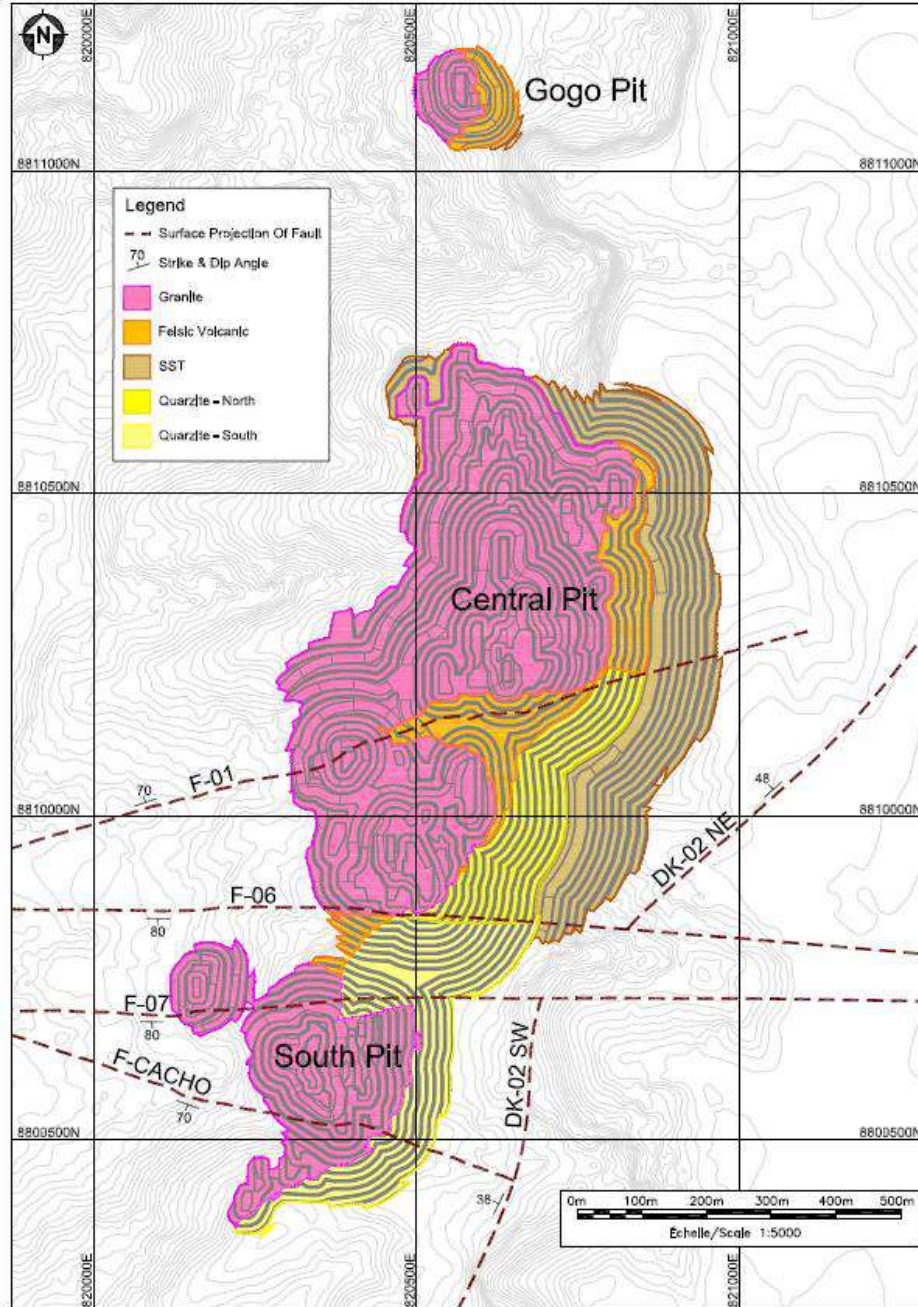 N
820000E
820500E
821000E
Gogo Pit
8811000N
8811000N
Legend
Surface Projection Of Fault
70
Strike & Dip Angle
Granite
Felsic Volcanic
SST
Quarzite - North
Quarzite - South
8810500N
8810500N
Central Pit
F-01
70
48
8810000N
8810000N
DK-02 NE
F-06
80
F-07
80
South Pit
F-CACHO
70
DK-02 SW
8809500N
8809500N
38
0m 100m 200m 300m 400m 500m
Échelle/Scale 1:5000
820000E
820500E
821000E